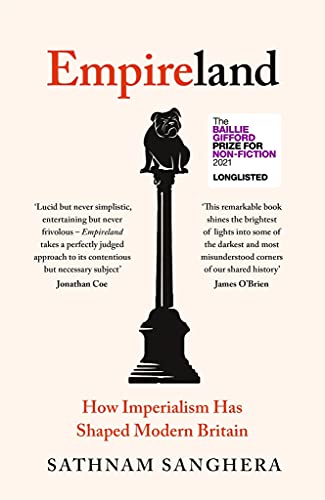 Empireland
The
BAILLIE
GIFFORD
PRIZE FOR
NON-FICTION
2021
LONGLISTED
‘Lucid but never simplistic,
entertaining but never
frivolous – Empireland
takes a perfectly judged
approach to its contentious
but necessary subject’
Jonathan Coe
‘This remarkable book
shines the brightest
of lights into some of
the darkest and most
misunderstood corners
of our shared history’
James O’Brien
How Imperialism Has
Shaped Modern Britain
SATHNAM SANGHERA